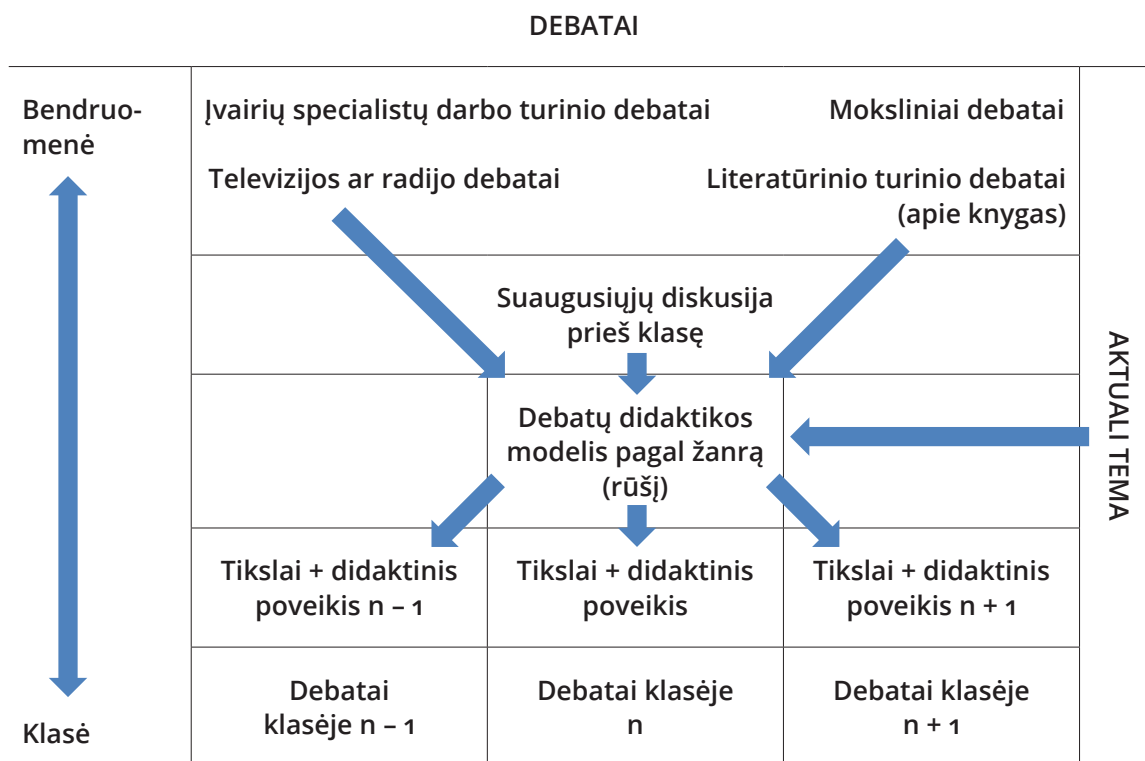 DEBATAI
Bendruo-
menė
Įvairių specialistų darbo turinio debatai
Moksliniai debatai
Televizijos ar radijo debatai
Literatūrinio turinio debatai
(apie knygas)
Suaugusiųjų diskusija
prieš klasę
AKTUALI TEMA
Debatų didaktikos
modelis pagal žanrą
(rūšį)
Tikslai + didaktinis
poveikis n – 1
Tikslai + didaktinis
poveikis
Tikslai + didaktinis
poveikis n + 1
Klasė
Debatai
klasėje n – 1
Debatai klasėje
n
Debatai klasėje
n + 1